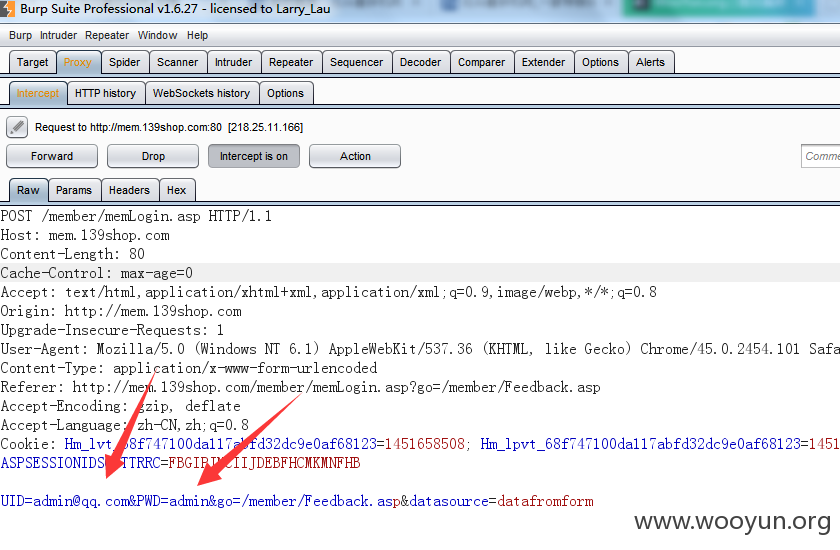 Burp Suite Professional v1.6.27 - licensed to Larry_Lau
Burp Intruder Repeater Window Help
Target Proxy Spider Scanner Intruder Repeater Sequencer Decoder Comparer Extender Options Alerts
Intercept HTTP history WebSockets history Options
Request to http://mem.139shop.com:80 [218.25.11.166]
Forward Drop Intercept is on Action Comme
Raw Params Headers Hex
POST /member/memLogin.asp HTTP/1.1
Host: mem.139shop.com
Content-Length: 80
Cache-Control: max-age=0
Accept: text/html,application/xhtml+xml,application/xml;q=0.9,image/webp,*/*;q=0.8
Origin: http://mem.139shop.com
Upgrade-Insecure-Requests: 1
User-Agent: Mozilla/5.0 (Windows NT 6.1) AppleWebKit/537.36 (KHTML, like Gecko) Chrome/45.0.2454.101 Safa
Content-Type: application/x-www-form-urlencoded
Referer: http://mem.139shop.com/member/memLogin.asp?go=/member/Feedback.asp
Accept-Encoding: gzip, deflate
Accept-Language: zh-CN,zh;q=0.8
Cookie: Hm_lvt_68f747100da117abfd32dc9e0af68123=1451658508; Hm_lpvt_68f747100da117abfd32dc9e0af68123=1451
UID=admin@qq.com&PWD=admin&go=/member/Feedback.asp&datasource=datafromform
www.wooyun.org